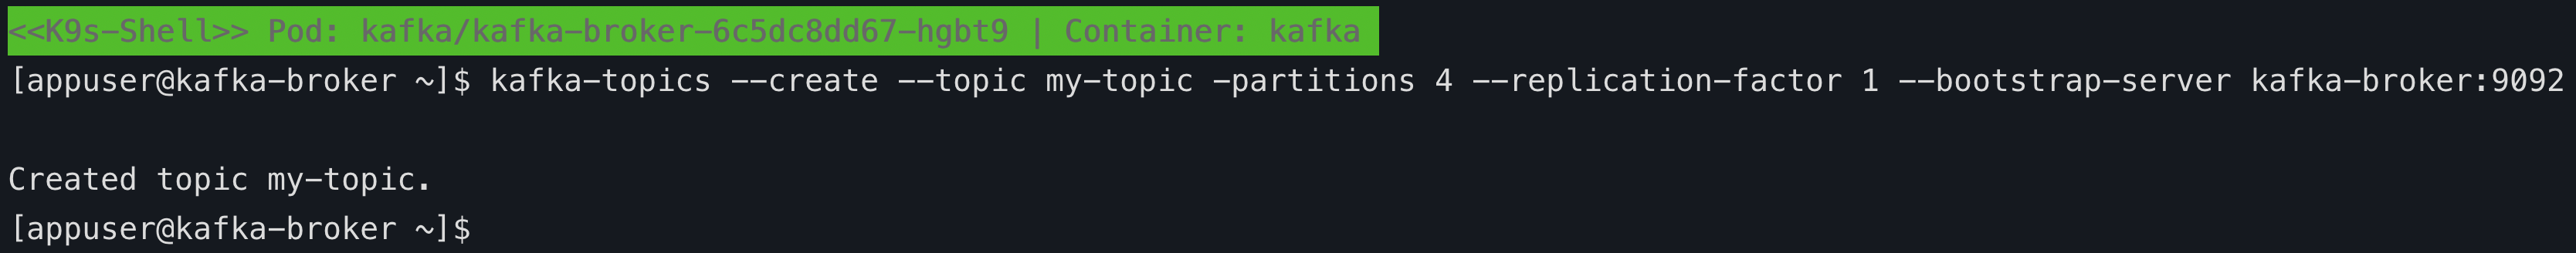 <<K9s-Shell>> Pod: kafka/kafka-broker-6c5dc8dd67-hgbt9 | Container: kafka
[appuser@kafka-broker ~]$ kafka-topics --create --topic my-topic -partitions 4 --replication-factor 1 --bootstrap-server kafka-broker:9092
Created topic my-topic.
[appuser@kafka-broker ~]$